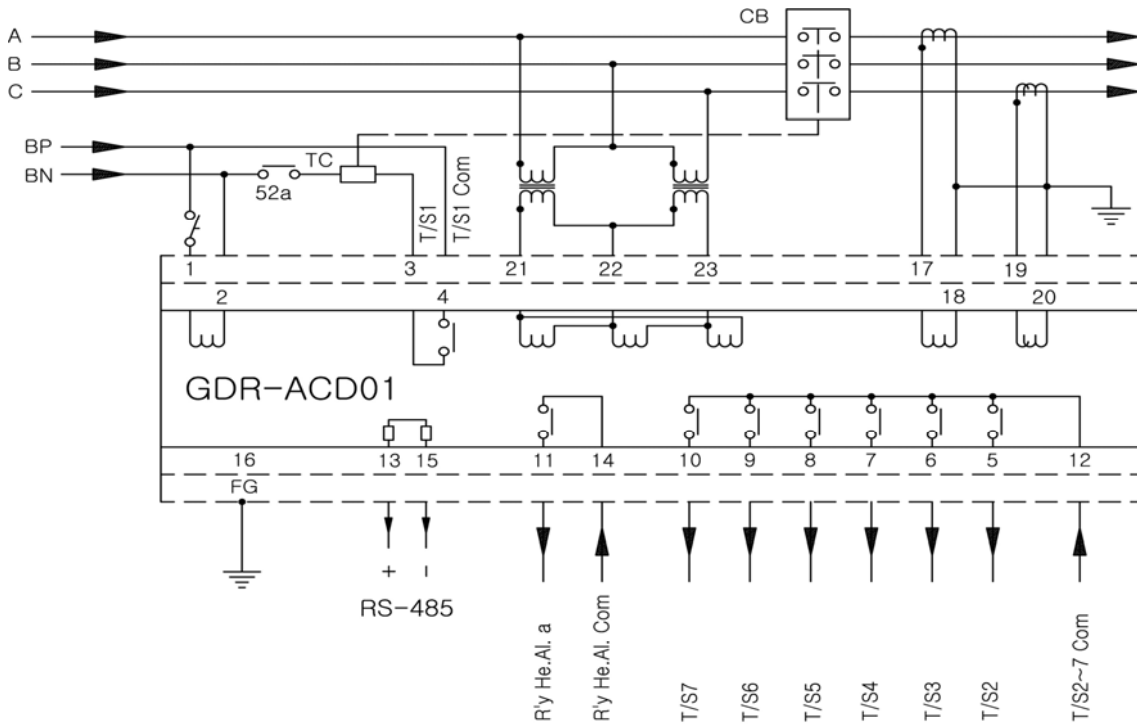 CB
A
B
C
BP
BN
TC
52a
T/S1
T/S1 Com
1 3 21 22 23 17 19
2 4 18 20
GDR-ACD01
16 13 15 11 14 10 9 8 7 6 5 12
FG
+ -
RS-485
R'y He.Al. a
R'y He.Al. Com
T/S7
T/S6
T/S5
T/S4
T/S3
T/S2
T/S2~7 Com